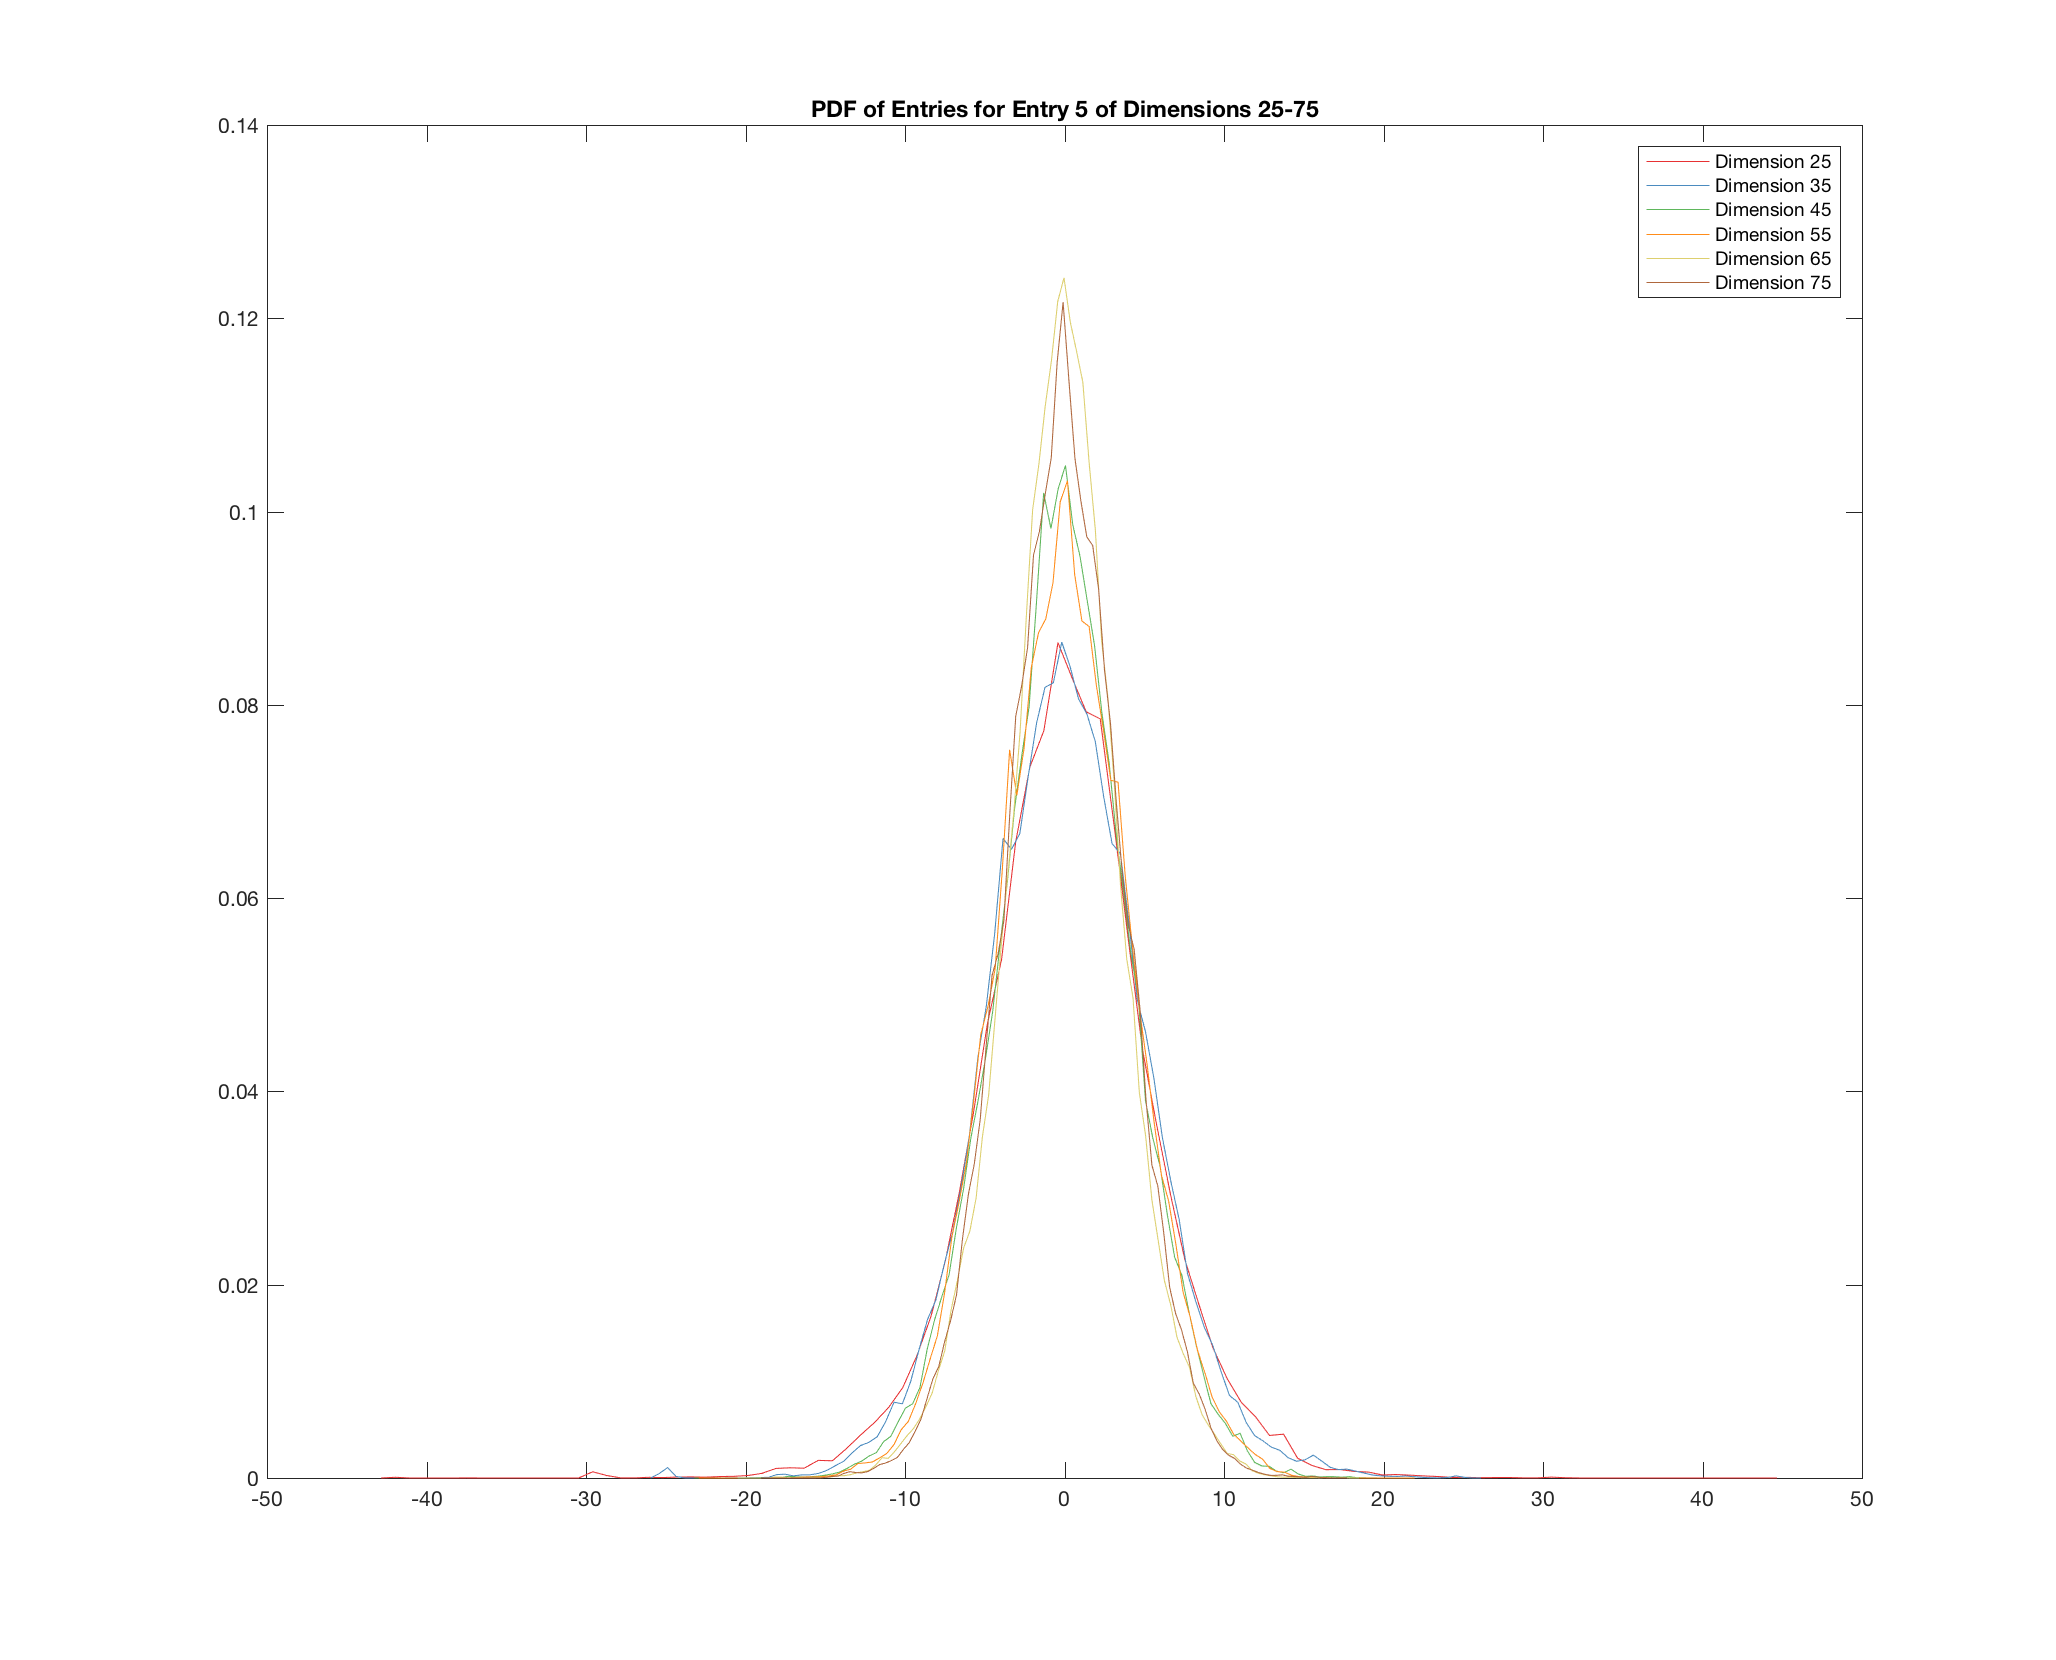 PDF of Entries for Entry 5 of Dimensions 25-75
0.14
0.12
0.1
0.08
0.06
0.04
0.02
0
-50 -40 -30 -20 -10 0 10 20 30 40 50
Dimension 25
Dimension 35
Dimension 45
Dimension 55
Dimension 65
Dimension 75